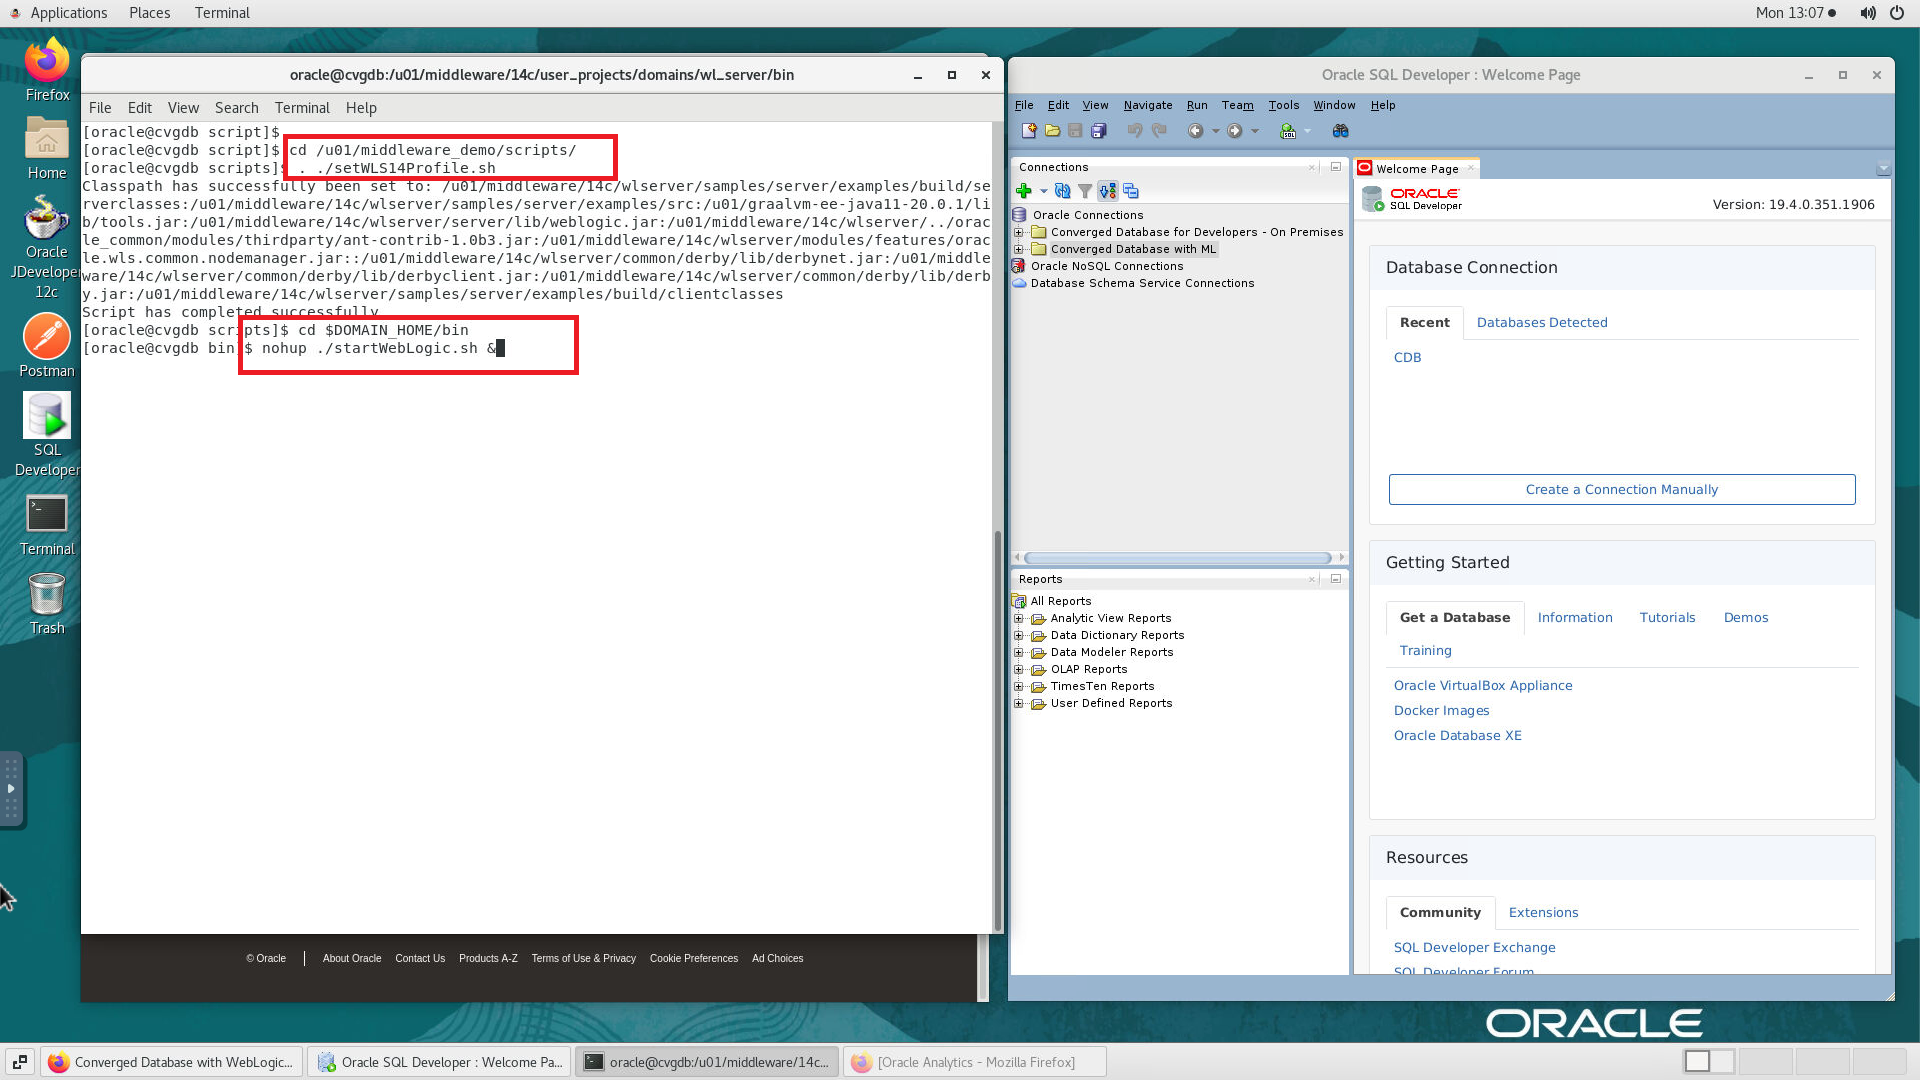 Applications Places Terminal
Mon 13:07
Firefox
Home
Oracle
JDeveloper
12c
Postman
SQL
Developer
Terminal
Trash
oracle@cvgdb:/u01/middleware/14c/user_projects/domains/wl_server/bin
File Edit View Search Terminal Help
[oracle@cvgdb script]$
[oracle@cvgdb script]$ cd /u01/middleware_demo/scripts/
[oracle@cvgdb scripts]$ . ./setWLS14Profile.sh
Classpath has successfully been set to: /u01/middleware/14c/wlserver/samples/server/examples/build/se
rverclasses:/u01/middleware/14c/wlserver/samples/server/examples/src:/u01/graalvm-ee-java11-20.0.1/li
b/tools.jar:/u01/middleware/14c/wlserver/server/lib/weblogic.jar:/u01/middleware/14c/wlserver/../orac
le_common/modules/thirdparty/ant-contrib-1.0b3.jar:/u01/middleware/14c/wlserver/modules/features/orac
le.wls.common.nodemanager.jar::/u01/middleware/14c/wlserver/common/derby/lib/derbynet.jar:/u01/middle
ware/14c/wlserver/common/derby/lib/derbyclient.jar:/u01/middleware/14c/wlserver/common/derby/lib/derb
y.jar:/u01/middleware/14c/wlserver/samples/server/examples/build/clientclasses
Script has completed successfully
[oracle@cvgdb scripts]$ cd $DOMAIN_HOME/bin
[oracle@cvgdb bin]$ nohup ./startWebLogic.sh &
© Oracle About Oracle Contact Us Products A-Z Terms of Use & Privacy Cookie Preferences Ad Choices
Oracle SQL Developer : Welcome Page
File Edit View Navigate Run Team Tools Window Help
Connections
Oracle Connections
Converged Database for Developers - On Premises
Converged Database with ML
Oracle NoSQL Connections
Database Schema Service Connections
Reports
All Reports
Analytic View Reports
Data Dictionary Reports
Data Modeler Reports
OLAP Reports
TimesTen Reports
User Defined Reports
Welcome Page
ORACLE
SQL Developer
Version: 19.4.0.351.1906
Database Connection
Recent Databases Detected
CDB
Create a Connection Manually
Getting Started
Get a Database Information Tutorials Demos
Training
Oracle VirtualBox Appliance
Docker Images
Oracle Database XE
Resources
Community Extensions
SQL Developer Exchange
SQL Developer Forum
ORACLE
Converged Database with WebLogic... Oracle SQL Developer : Welcome Pa... oracle@cvgdb:/u01/middleware/14c... [Oracle Analytics - Mozilla Firefox]